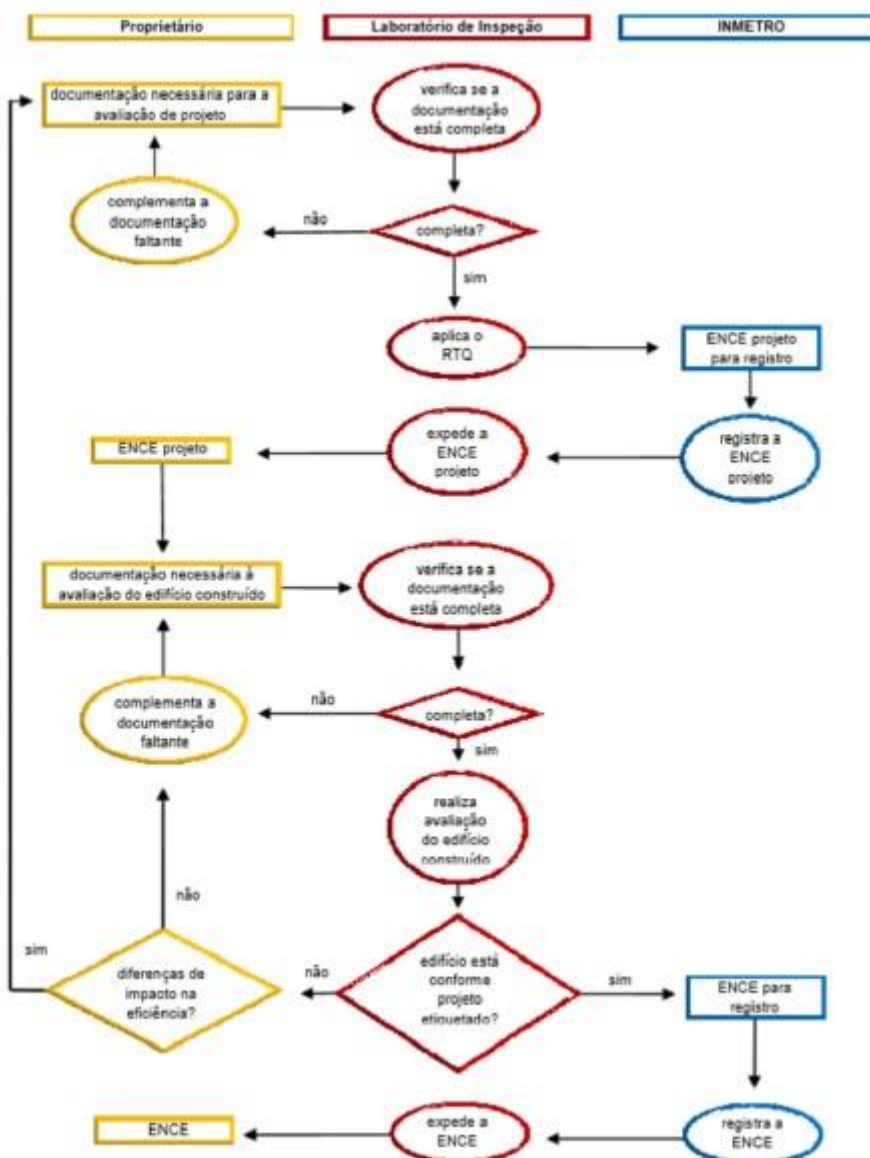 Proprietário
Laboratório de Inspeção
INMETRO
documentação necessária para a
avaliação de projeto
verifica se a
documentação
está completa
complementa a
documentação
faltante
não
completa?
sim
aplica o
RTQ
ENCE projeto
para registro
ENCE projeto
expede a
ENCE
projeto
registra a
ENCE
projeto
documentação necessária à
avaliação do edifício construído
verifica se a
documentação
está completa
complementa a
documentação
faltante
não
completa?
sim
realiza
avaliação
do edifício
construído
não
sim
diferenças de
impacto na
eficiência?
não
edifício está
conforme
projeto
etiquetado?
sim
ENCE para
registro
ENCE
expede a
ENCE
registra a
ENCE